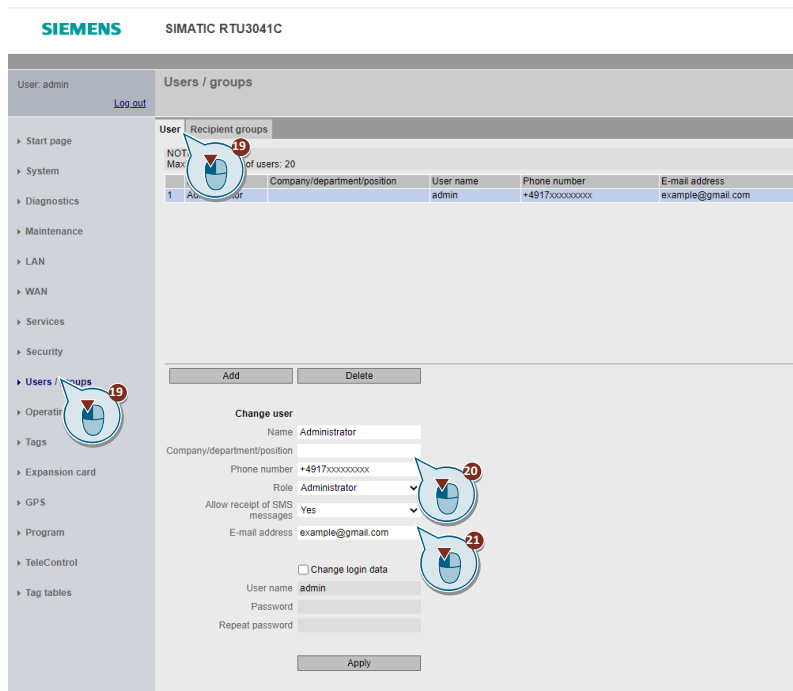 SIEMENS
SIMATIC RTU3041C
User: admin
Log out
Users / groups
Start page
System
Diagnostics
Maintenance
LAN
WAN
Services
Security
Users / groups
19
Tags
Expansion card
GPS
Program
TeleControl
Tag tables
User
Recipient groups
19
of users: 20
Company/department/position
User name
Phone number
E-mail address
1
admin
+4917xxxxxxxxx
example@gmail.com
Add
Delete
Change user
Name
Administrator
Company/department/position
Phone number
+4917xxxxxxxxx
20
Role
Administrator
Allow receipt of SMS
messages
Yes
E-mail address
example@gmail.com
21
Change login data
User name
admin
Password
Repeat password
Apply